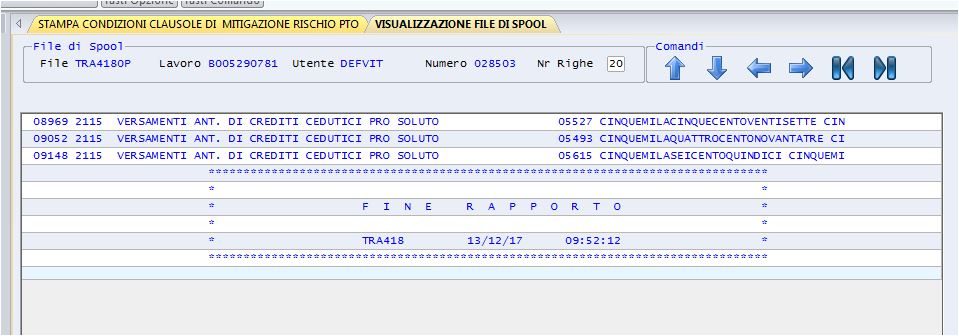 Tasti Opzione Tasti Comando
STAMPA CONDIZIONI CLAUSOLE DI MITIGAZIONE RISCHIO PTO VISUALIZZAZIONE FILE DI SPOOL
File di Spool Comandi
File TRA4180P Lavoro B005290781 Utente DEFVIT Numero 028503 Nr Righe 20
08969 2115 VERSAMENTI ANT. DI CREDITI CEDUTICI PRO SOLUTO 05527 CINQUEMILACINQUECENTOVENTISETTE CIN
09052 2115 VERSAMENTI ANT. DI CREDITI CEDUTICI PRO SOLUTO 05493 CINQUEMILAQUATTROCENTONOVANTATRE CI
09148 2115 VERSAMENTI ANT. DI CREDITI CEDUTICI PRO SOLUTO 05615 CINQUEMILASEICENTOQUINDICI CINQUEMI
********************************************************************************
* *
* F I N E R A P P O R T O *
* *
* TRA418 13/12/17 09:52:12 *
********************************************************************************